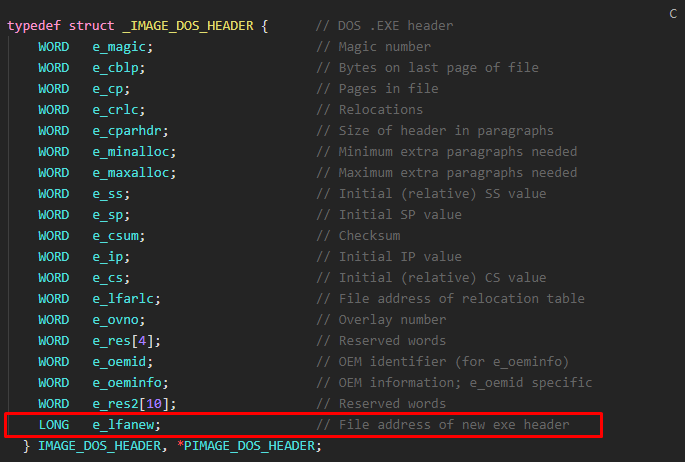 C
typedef struct _IMAGE_DOS_HEADER {      // DOS .EXE header
    WORD   e_magic;                     // Magic number
    WORD   e_cblp;                      // Bytes on last page of file
    WORD   e_cp;                        // Pages in file
    WORD   e_crlc;                      // Relocations
    WORD   e_cparhdr;                   // Size of header in paragraphs
    WORD   e_minalloc;                  // Minimum extra paragraphs needed
    WORD   e_maxalloc;                  // Maximum extra paragraphs needed
    WORD   e_ss;                        // Initial (relative) SS value
    WORD   e_sp;                        // Initial SP value
    WORD   e_csum;                      // Checksum
    WORD   e_ip;                        // Initial IP value
    WORD   e_cs;                        // Initial (relative) CS value
    WORD   e_lfarlc;                    // File address of relocation table
    WORD   e_ovno;                      // Overlay number
    WORD   e_res[4];                    // Reserved words
    WORD   e_oemid;                     // OEM identifier (for e_oeminfo)
    WORD   e_oeminfo;                   // OEM information; e_oemid specific
    WORD   e_res2[10];                  // Reserved words
    LONG   e_lfanew;                    // File address of new exe header
  } IMAGE_DOS_HEADER, *PIMAGE_DOS_HEADER;